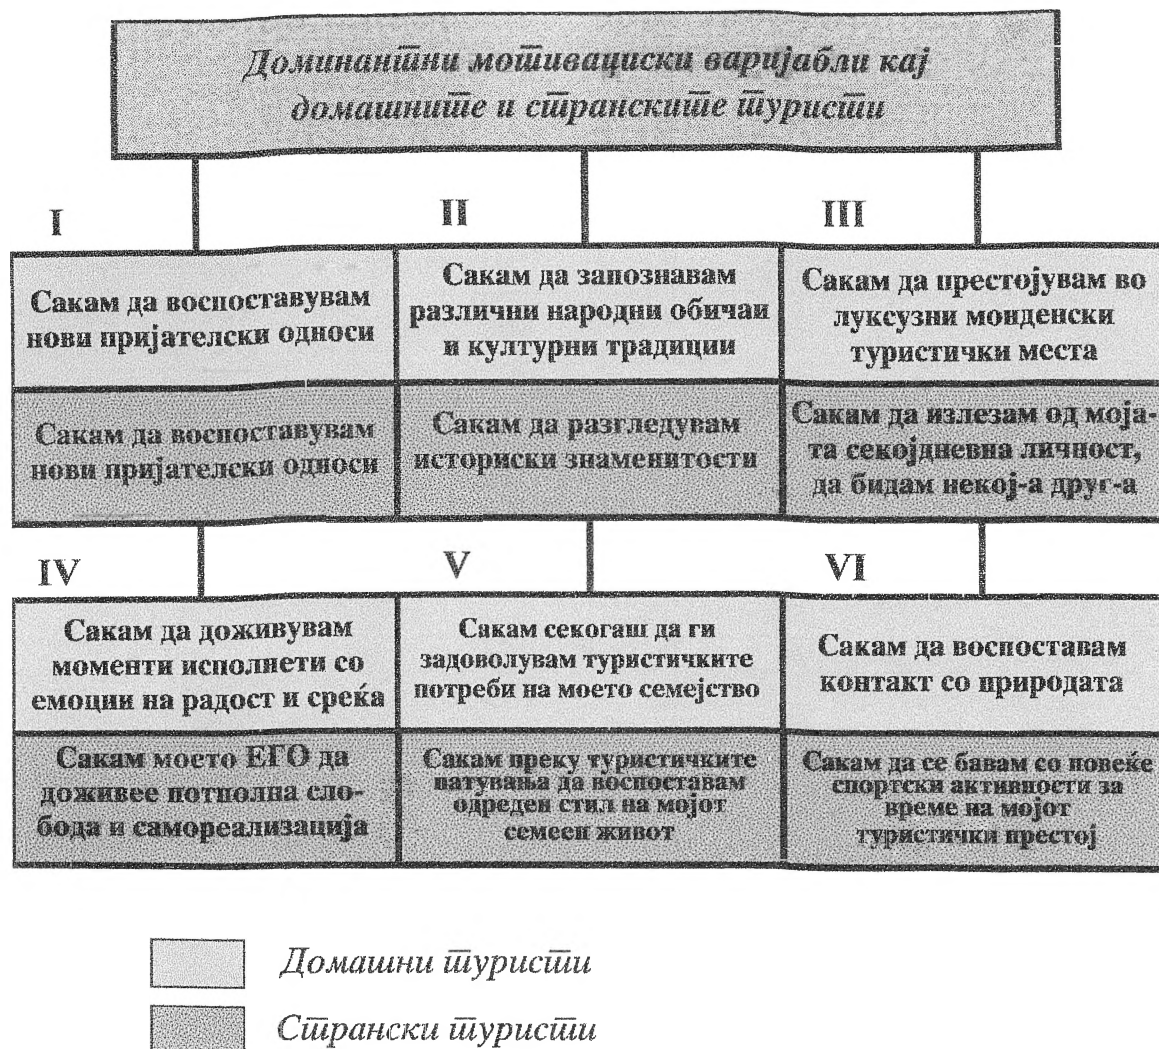 Доминантни мотивациски варијабли кај
домашните и странските туристи
I
II
III
Сакам да воспоставувам
нови пријателски односи
Сакам да запознавам
различни народни обичаи
и културни традиции
Сакам да престојувам во
луксузни монденски
туристички места
Сакам да воспоставувам
нови пријателски односи
Сакам да разгледувам
историски знаменитости
Сакам да излезам од моја-
та секојдневна личност,
да бидам некој-а друг-а
IV
V
VI
Сакам да доживувам
моменти исполнети со
емоции на радост и среќа
Сакам секогаш да ги
задоволувам туристичките
потреби на моето семејство
Сакам да воспоставам
контакт со природата
Сакам моето ЕГО да
доживее потполна сло-
бода и самореализација
Сакам преку туристичките
патувања да воспоставам
одреден стил на мојот
семеен живот
Сакам да се бавам со повеќе
спортски активности за
време на мојот
туристички престој
Домашни туристи
Странски туристи